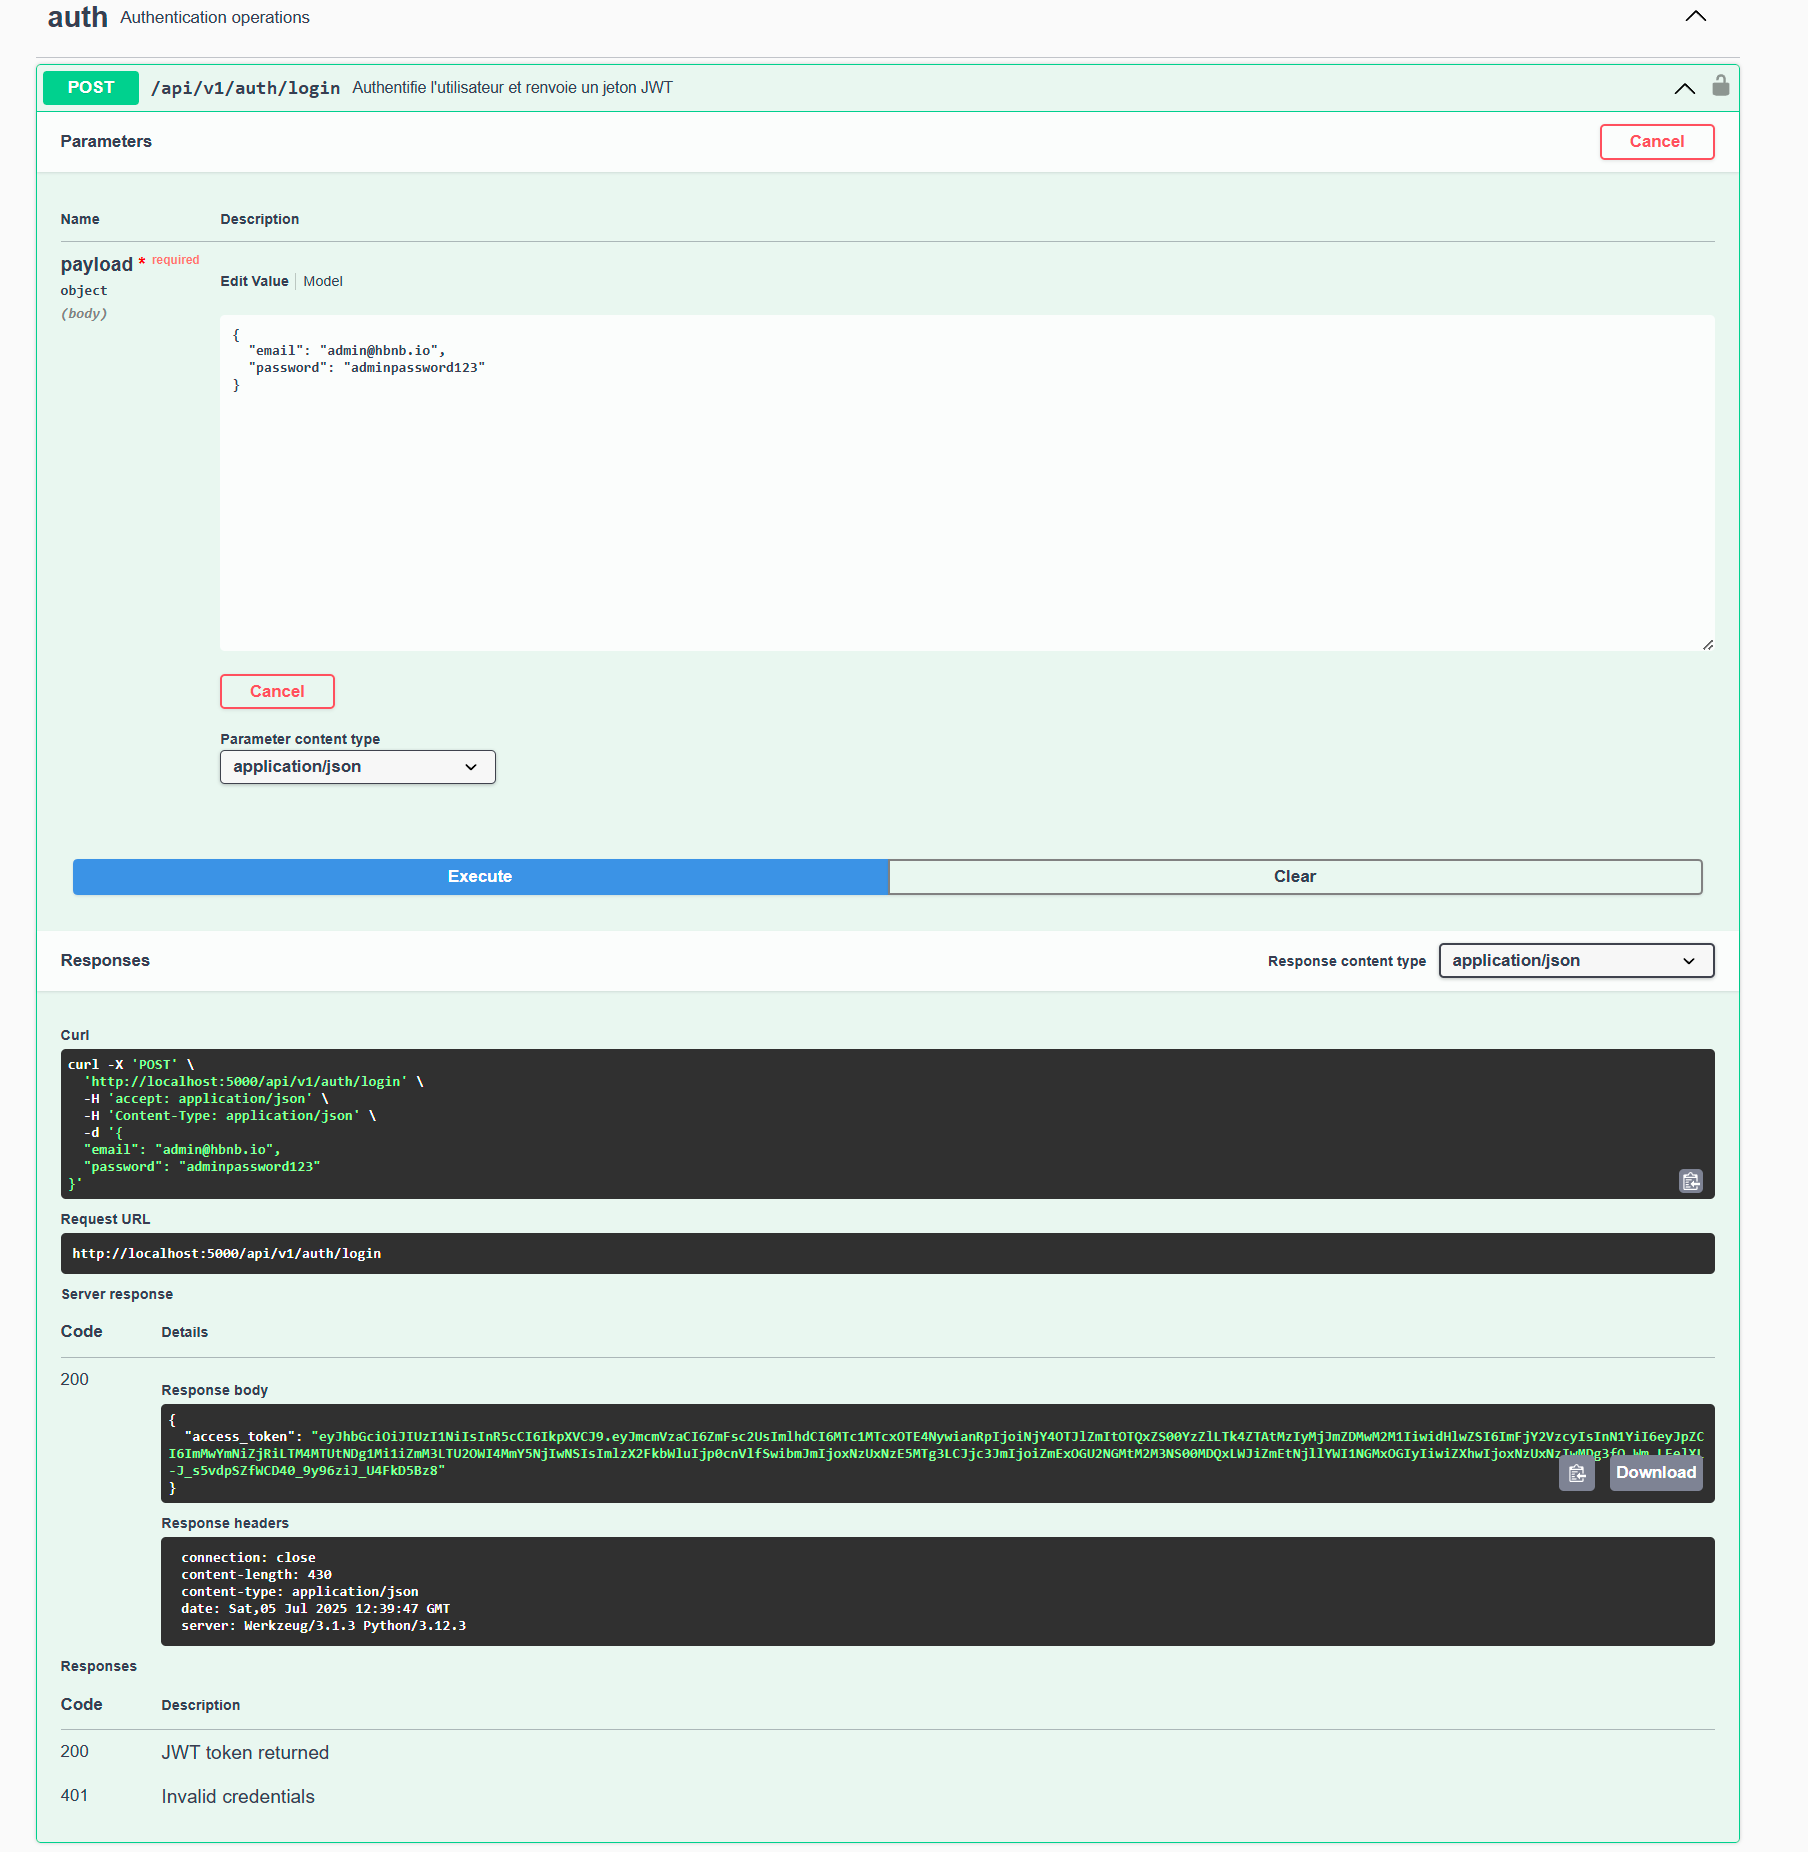 auth Authentication operations
POST /api/v1/auth/login Authentifie l'utilisateur et renvoie un jeton JWT
Parameters
Cancel
Name Description
payload * required
object
(body)
Edit Value Model
{
  "email": "admin@hbnb.io",
  "password": "adminpassword123"
}
Cancel
Parameter content type
application/json
Execute
Clear
Responses
Response content type application/json
Curl
curl -X 'POST' \
  'http://localhost:5000/api/v1/auth/login' \
  -H 'accept: application/json' \
  -H 'Content-Type: application/json' \
  -d '{
  "email": "admin@hbnb.io",
  "password": "adminpassword123"
}'
Request URL
http://localhost:5000/api/v1/auth/login
Server response
Code Details
200
Response body
{
  "access_token":
-J_s5vdpSZfWCD40_9y96ziJ_U4FkD5Bz8"
}
Download
Response headers
connection: close
content-length: 430
content-type: application/json
date: Sat,05 Jul 2025 12:39:47 GMT
server: Werkzeug/3.1.3 Python/3.12.3
Responses
Code Description
200 JWT token returned
401 Invalid credentials